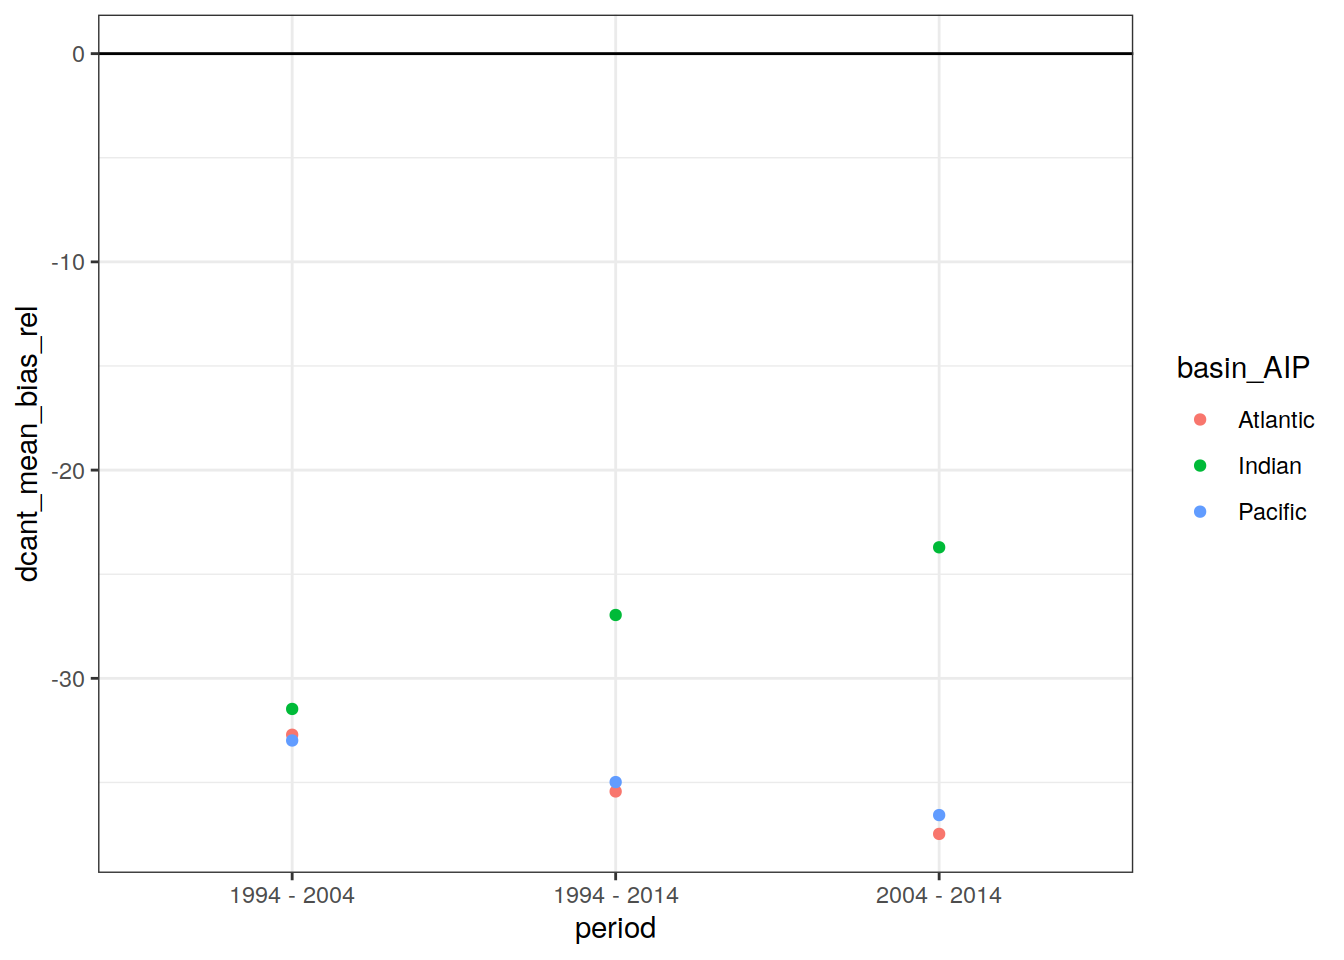 0
-10
-20
-30
dcant_mean_bias_rel
1994 - 2004
1994 - 2014
2004 - 2014
period
basin_AIP
Atlantic
Indian
Pacific